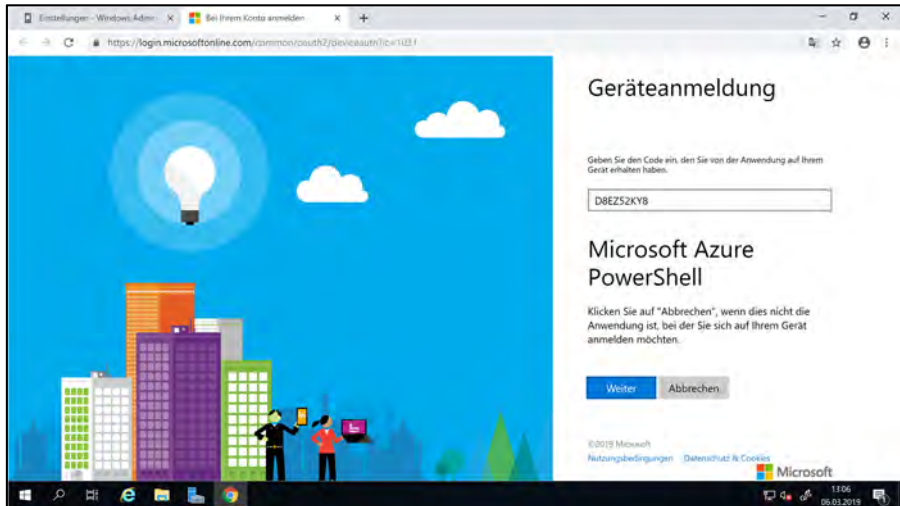 Einstellungen - Windows Admin
Bei Ihrem Konto anmelden
https://login.microsoftonline.com/common/oauth2/deviceauth?lc=1031
Geräteanmeldung
Geben Sie den Code ein, den Sie von der Anwendung auf Ihrem
Gerät erhalten haben.
D8EZ52KY8
Microsoft Azure
PowerShell
Klicken Sie auf "Abbrechen", wenn dies nicht die
Anwendung ist, bei der Sie sich auf Ihrem Gerät
anmelden möchten.
Weiter
Abbrechen
©2019 Microsoft
Nutzungsbedingungen Datenschutz & Cookies
Microsoft
13:06
06.03.2019